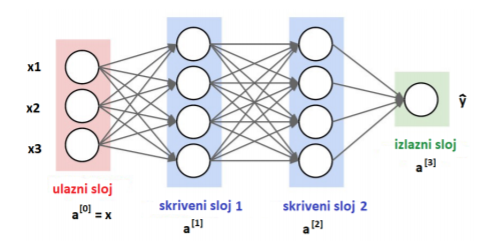 x1
x2
x3
ulazni sloj
a[0] = x
skriveni sloj 1
a[1]
skriveni sloj 2
a[2]
ŷ
izlazni sloj
a[3]